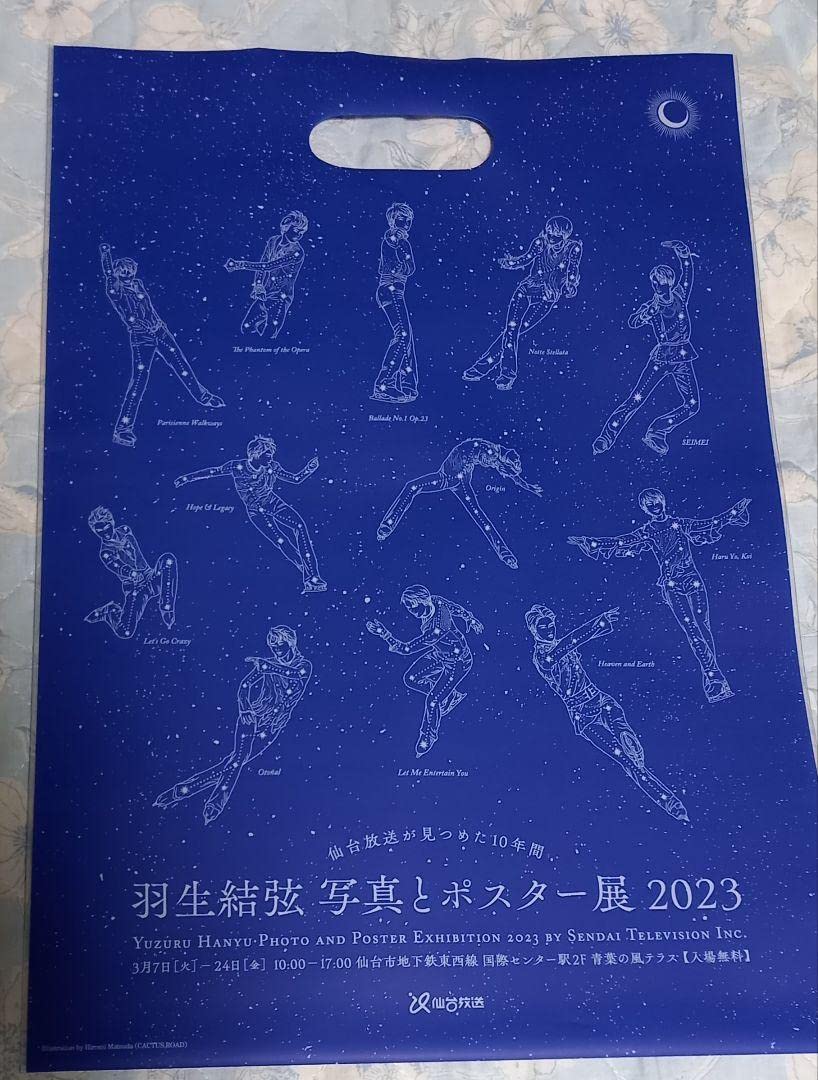 The Phantom of the Opera
Notte Stellata
Parisienne Walkways
Ballade No.1 Op.23
SEIMEI
Hope & Legacy
Origin
Haru Yo, Koi
Let's Go Crazy
Heaven and Earth
Otoñal
Let Me Entertain You
仙台放送が見つめた10年間
羽生結弦 写真とポスター展 2023
YUZURU HANYU PHOTO AND POSTER EXHIBITION 2023 BY SENDAI TELEVISION INC.
3月7日[火]－24日[金] 10:00－17:00 仙台市地下鉄東西線 国際センター駅2F 青葉の風テラス【入場無料】
仙台放送
Illustration by Hiromi Matsuda (CACTUS.ROAD)